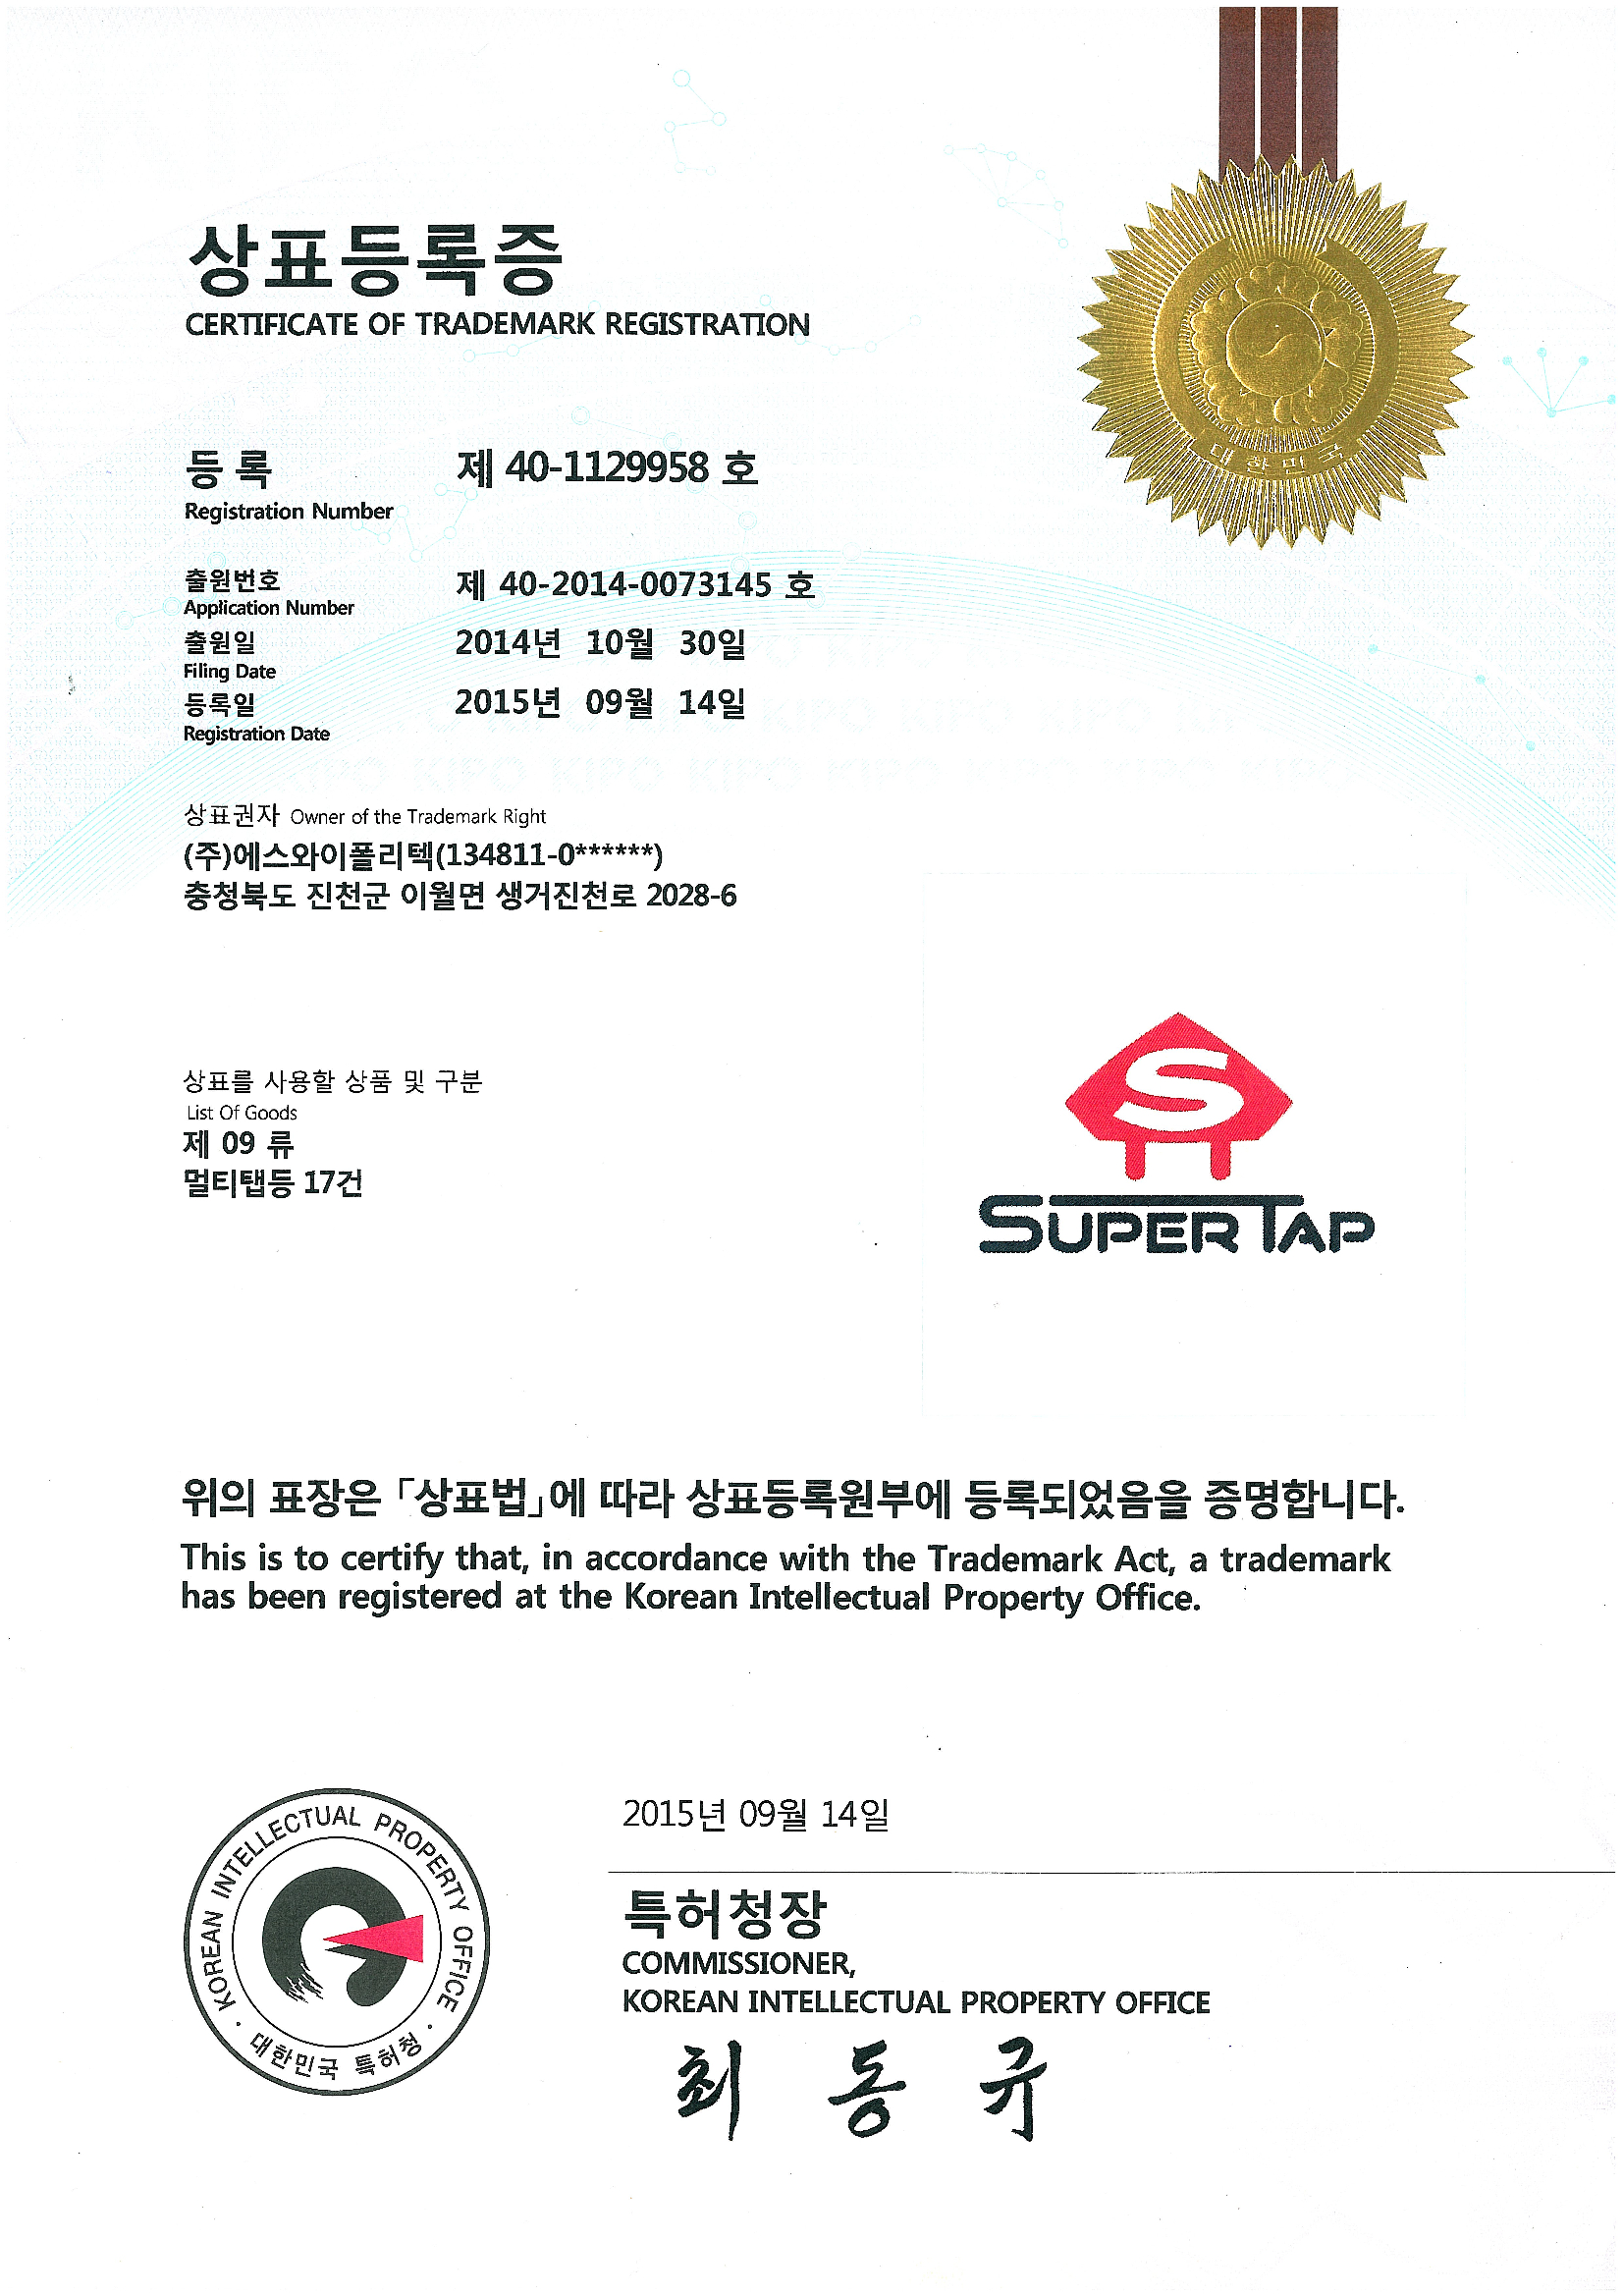 상표등록증
CERTIFICATE OF TRADEMARK REGISTRATION
대한민국
등 록 제 40-1129958 호
Registration Number
출원번호 제 40-2014-0073145 호
Application Number
출원일 2014년 10월 30일
Filing Date
등록일 2015년 09월 14일
Registration Date
상표권자 Owner of the Trademark Right
(주)에스와이폴리텍(134811-0******)
충청북도 진천군 이월면 생거진천로 2028-6
상표를 사용할 상품 및 구분
List Of Goods
제 09 류
멀티탭등 17건
S
SUPER TAP
위의 표장은 「상표법」에 따라 상표등록원부에 등록되었음을 증명합니다.
This is to certify that, in accordance with the Trademark Act, a trademark
has been registered at the Korean Intellectual Property Office.
2015년 09월 14일
특허청장
COMMISSIONER,
KOREAN INTELLECTUAL PROPERTY OFFICE
최 동 규
KOREAN INTELLECTUAL PROPERTY OFFICE
대한민국 특허청